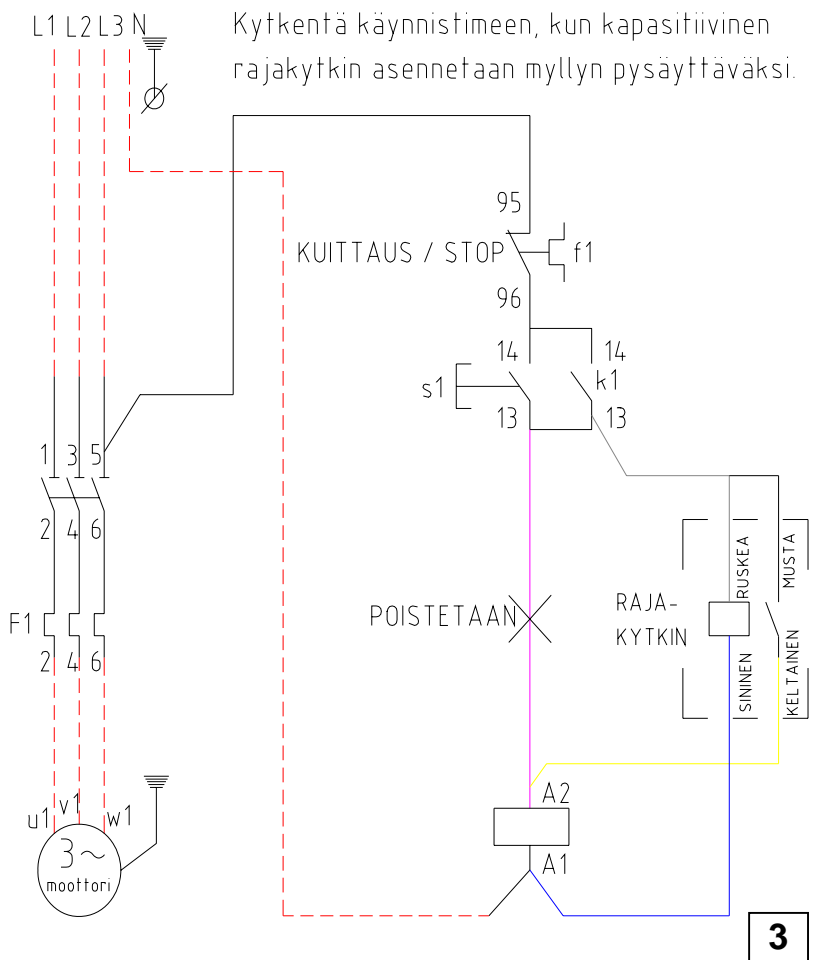 L1 L2 L3 N
Kytkentä käynnistimeen, kun kapasitiivinen
rajakytkin asennetaan myllyn pysäyttäväksi.
95
KUITTAUS / STOP
f1
96
14
14
s1
k1
13
13
1 3 5
2 4 6
F1
2 4 6
POISTETAAN
RAJA-
KYTKIN
RUSKEA
MUSTA
SININEN
KELTAINEN
A2
A1
u1
v1
w1
3~
moottori
3